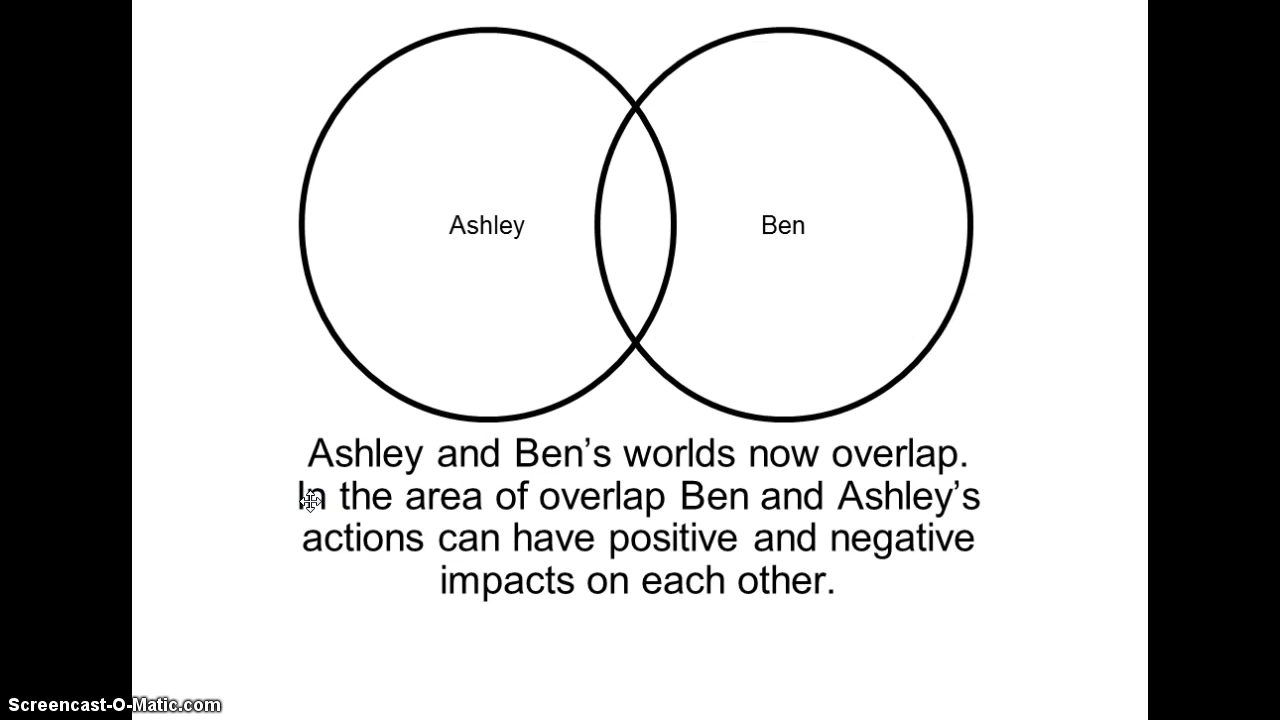 Ashley
Ben
Ashley and Ben’s worlds now overlap.
In the area of overlap Ben and Ashley’s
actions can have positive and negative
impacts on each other.
Screencast-O-Matic.com